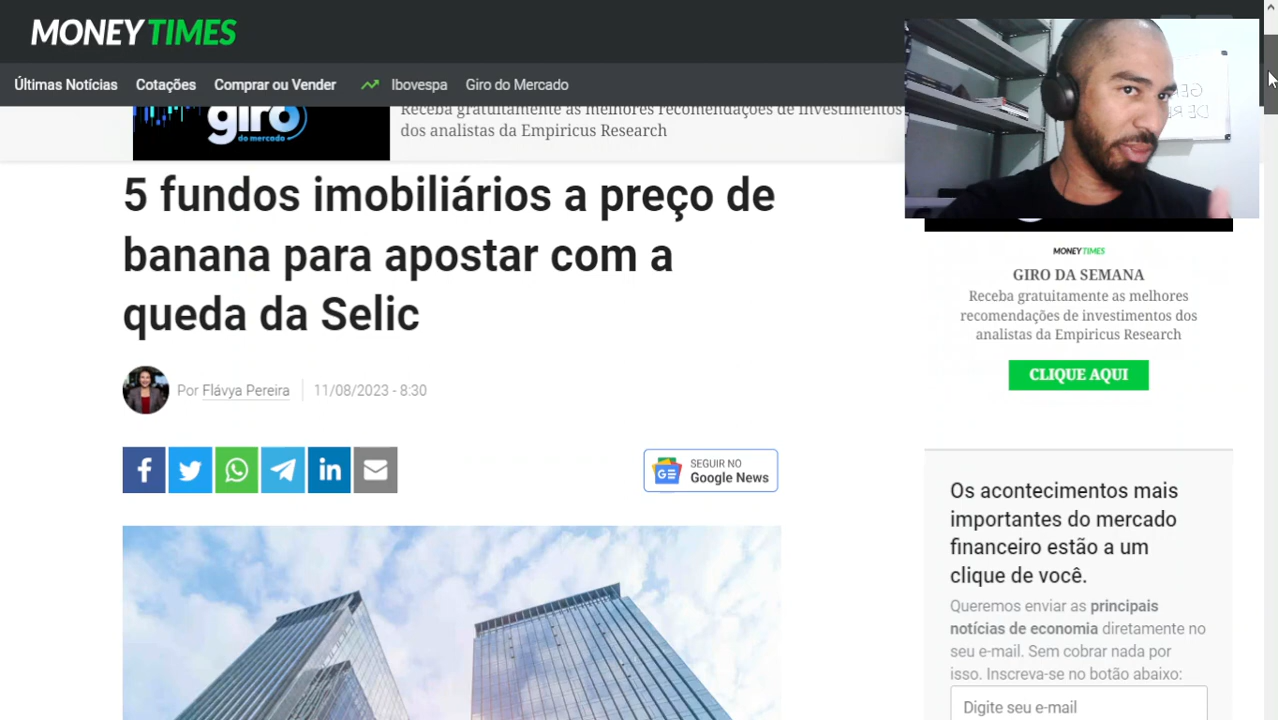 MONEY TIMES
Últimas Notícias Cotações Comprar ou Vender Ibovespa Giro do Mercado
giro
do mercado
Receba gratuitamente as melhores recomendações de investimentos
dos analistas da Empiricus Research
5 fundos imobiliários a preço de
banana para apostar com a
queda da Selic
Por Flávya Pereira 11/08/2023 - 8:30
SEGUIR NO
Google News
MONEY TIMES
GIRO DA SEMANA
Receba gratuitamente as melhores
recomendações de investimentos dos
analistas da Empiricus Research
CLIQUE AQUI
Os acontecimentos mais
importantes do mercado
financeiro estão a um
clique de você.
Queremos enviar as principais
notícias de economia diretamente no
seu e-mail. Sem cobrar nada por
isso. Inscreva-se no botão abaixo:
Digite seu e-mail